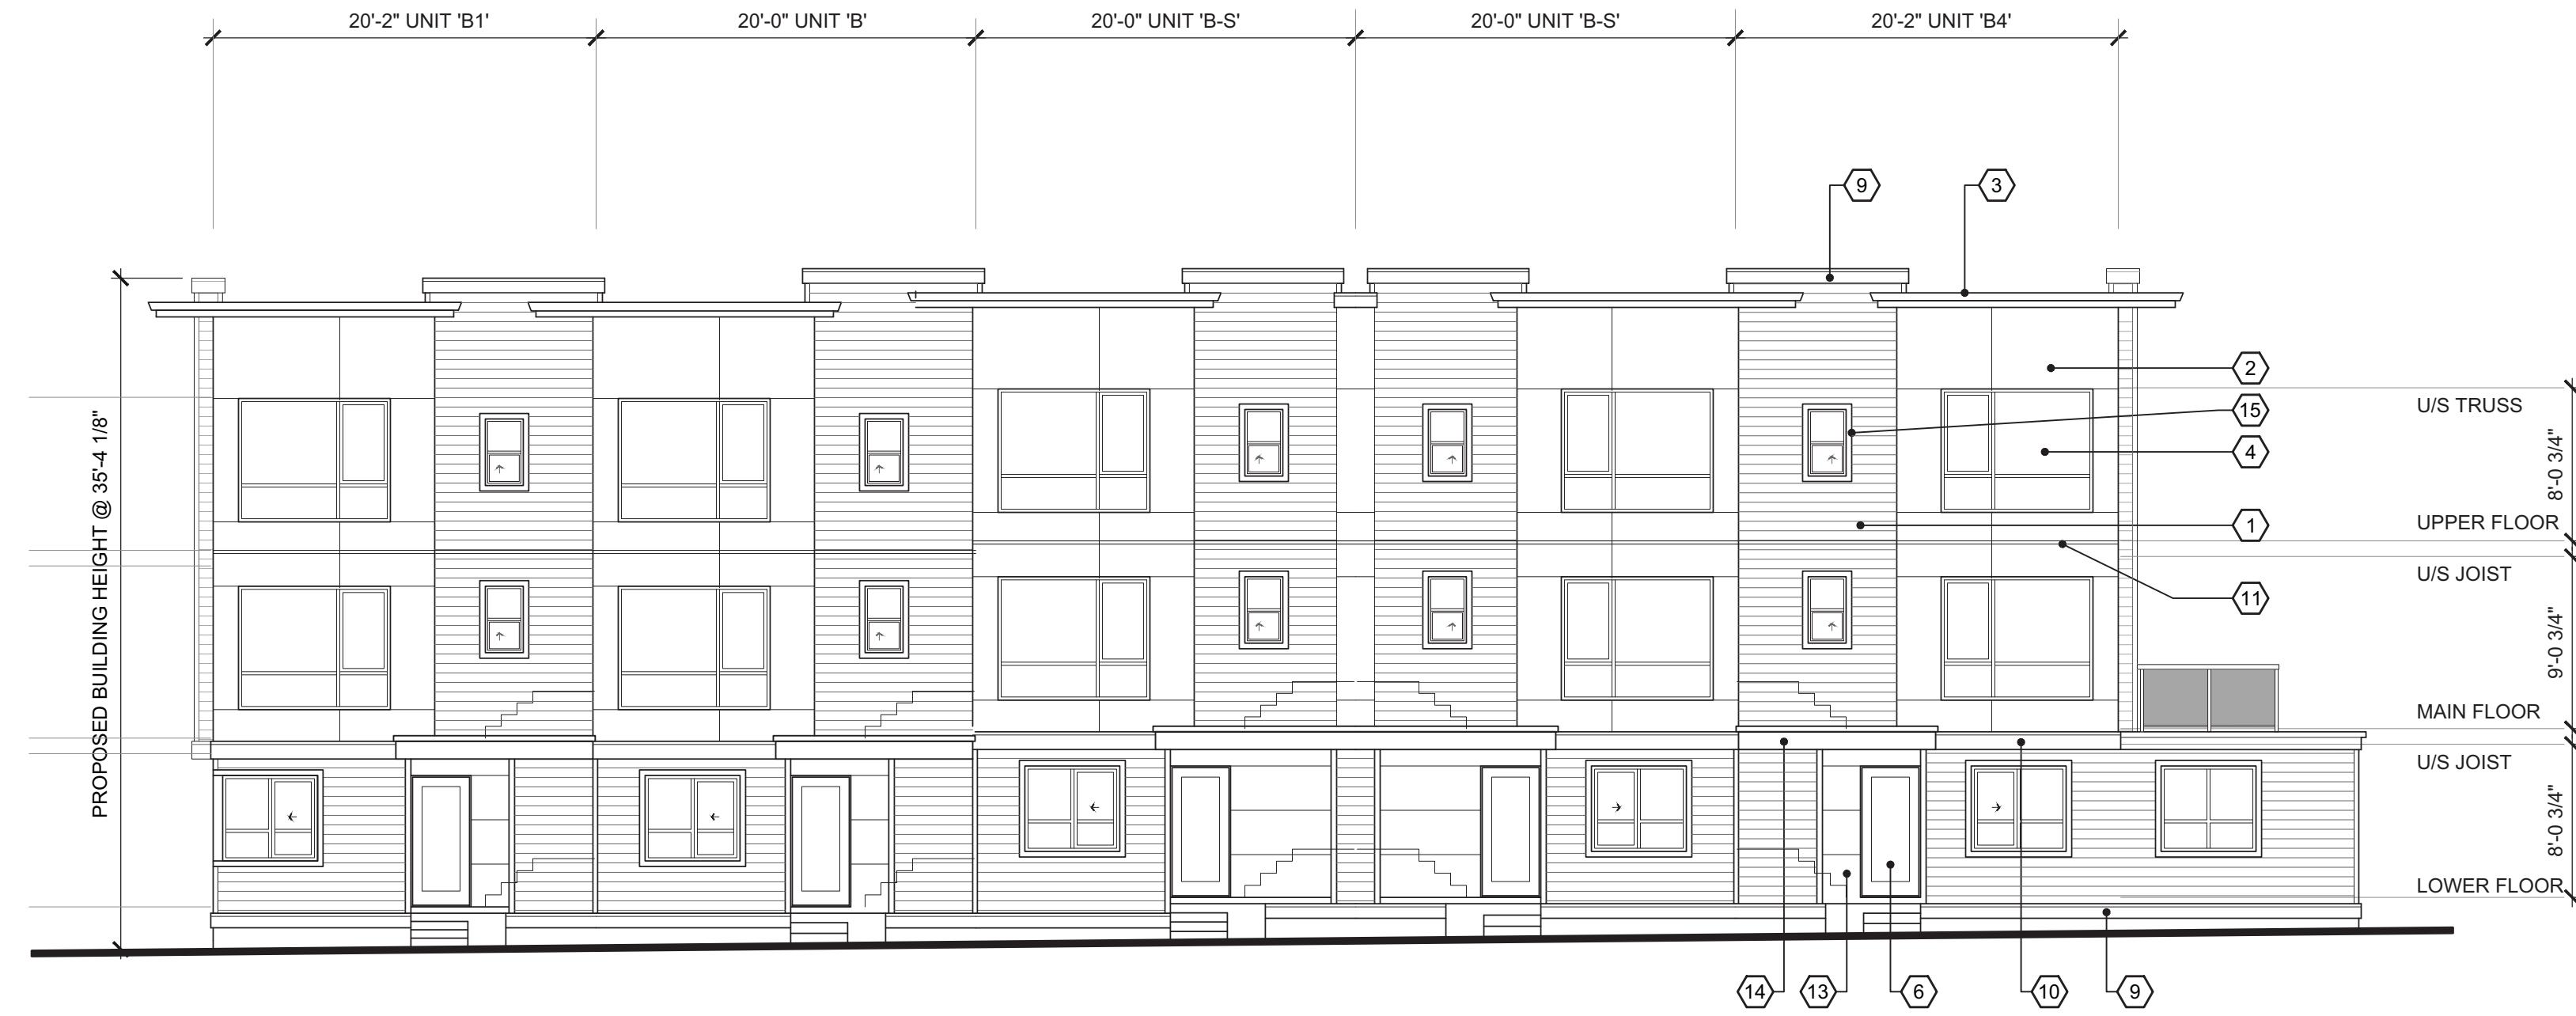 20'-2" UNIT 'B1'
20'-0" UNIT 'B'
20'-0" UNIT 'B-S'
20'-0" UNIT 'B-S'
20'-2" UNIT 'B4'
9
3
PROPOSED BUILDING HEIGHT @ 35'-4 1/8"
2
15
4
1
11
U/S TRUSS
8'-0 3/4"
UPPER FLOOR
U/S JOIST
9'-0 3/4"
MAIN FLOOR
U/S JOIST
8'-0 3/4"
LOWER FLOOR
14
13
6
10
9